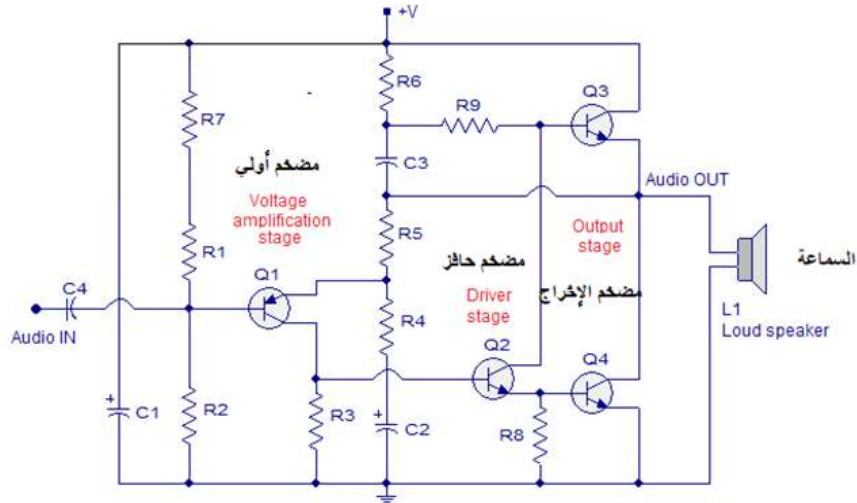 +V
R6
Q3
R9
R7
C3
مضخم أولي
Audio OUT
Voltage
amplification
stage
R5
Output
stage
R1
Q1
مضخم حافز
السماعة
C4
Driver
stage
مضخم الإخراج
L1
Loud speaker
Audio IN
R4
Q2
Q4
+
C1
R2
R3
+
C2
R8